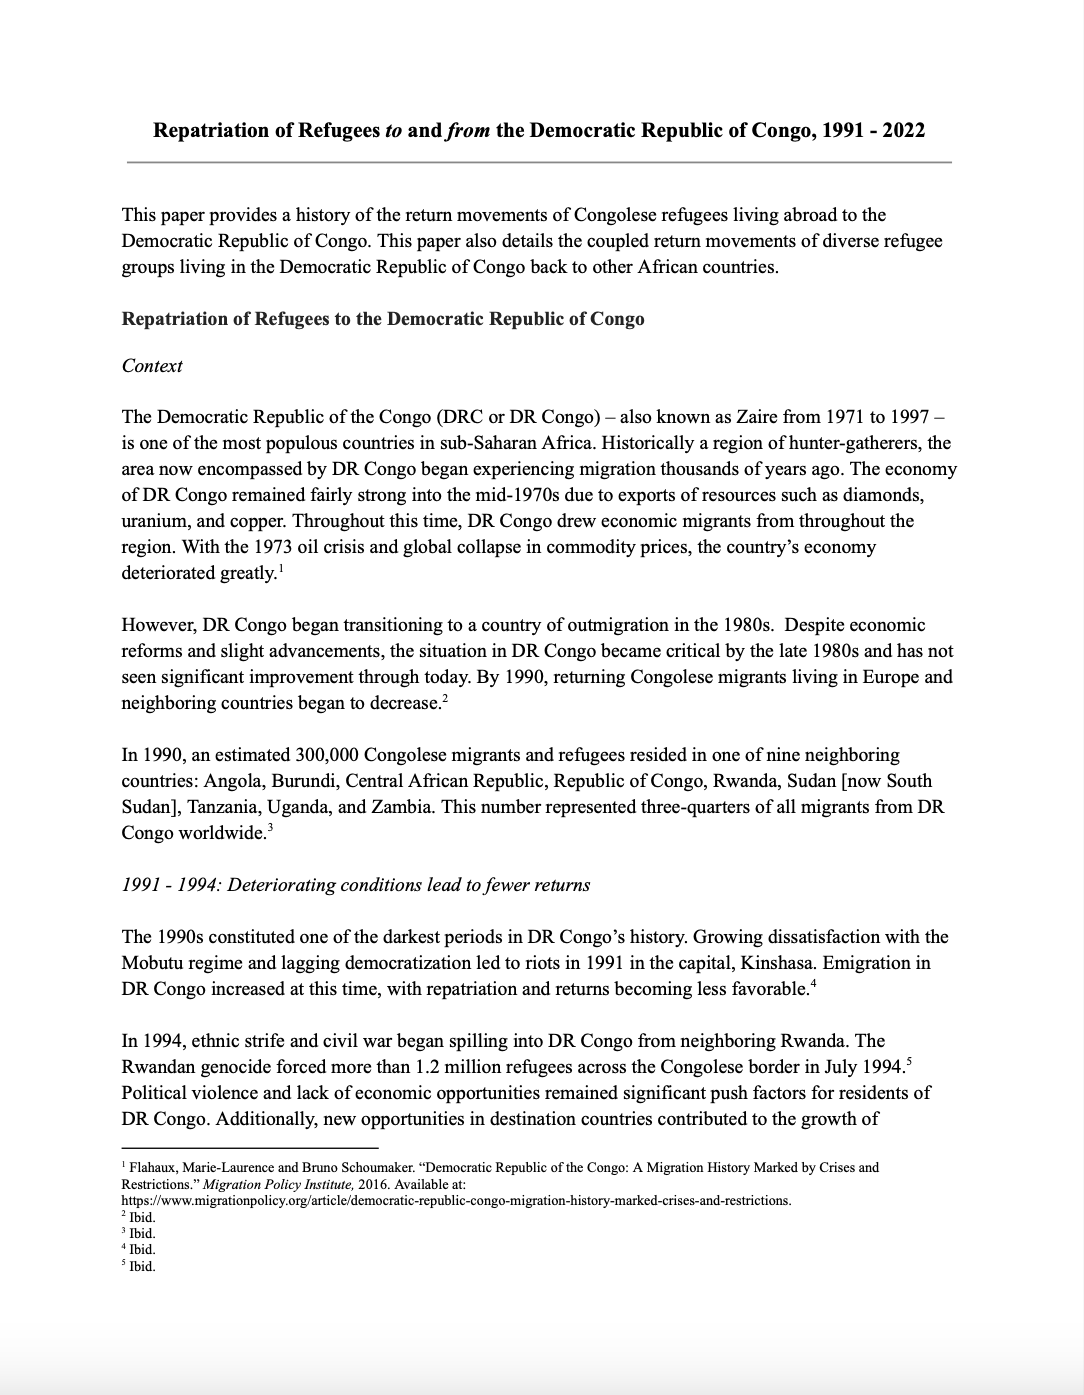 Repatriation of Refugees to and from the Democratic Republic of Congo, 1991 - 2022
This paper provides a history of the return movements of Congolese refugees living abroad to the
Democratic Republic of Congo. This paper also details the coupled return movements of diverse refugee
groups living in the Democratic Republic of Congo back to other African countries.
Repatriation of Refugees to the Democratic Republic of Congo
Context
The Democratic Republic of the Congo (DRC or DR Congo) – also known as Zaire from 1971 to 1997 –
is one of the most populous countries in sub-Saharan Africa. Historically a region of hunter-gatherers, the
area now encompassed by DR Congo began experiencing migration thousands of years ago. The economy
of DR Congo remained fairly strong into the mid-1970s due to exports of resources such as diamonds,
uranium, and copper. Throughout this time, DR Congo drew economic migrants from throughout the
region. With the 1973 oil crisis and global collapse in commodity prices, the country’s economy
deteriorated greatly.1
However, DR Congo began transitioning to a country of outmigration in the 1980s.  Despite economic
reforms and slight advancements, the situation in DR Congo became critical by the late 1980s and has not
seen significant improvement through today. By 1990, returning Congolese migrants living in Europe and
neighboring countries began to decrease.2
In 1990, an estimated 300,000 Congolese migrants and refugees resided in one of nine neighboring
countries: Angola, Burundi, Central African Republic, Republic of Congo, Rwanda, Sudan [now South
Sudan], Tanzania, Uganda, and Zambia. This number represented three-quarters of all migrants from DR
Congo worldwide.3
1991 - 1994: Deteriorating conditions lead to fewer returns
The 1990s constituted one of the darkest periods in DR Congo’s history. Growing dissatisfaction with the
Mobutu regime and lagging democratization led to riots in 1991 in the capital, Kinshasa. Emigration in
DR Congo increased at this time, with repatriation and returns becoming less favorable.4
In 1994, ethnic strife and civil war began spilling into DR Congo from neighboring Rwanda. The
Rwandan genocide forced more than 1.2 million refugees across the Congolese border in July 1994.5
Political violence and lack of economic opportunities remained significant push factors for residents of
DR Congo. Additionally, new opportunities in destination countries contributed to the growth of
1 Flahaux, Marie-Laurence and Bruno Schoumaker. “Democratic Republic of the Congo: A Migration History Marked by Crises and
Restrictions.” Migration Policy Institute, 2016. Available at:
https://www.migrationpolicy.org/article/democratic-republic-congo-migration-history-marked-crises-and-restrictions.
2 Ibid.
3 Ibid.
4 Ibid.
5 Ibid.